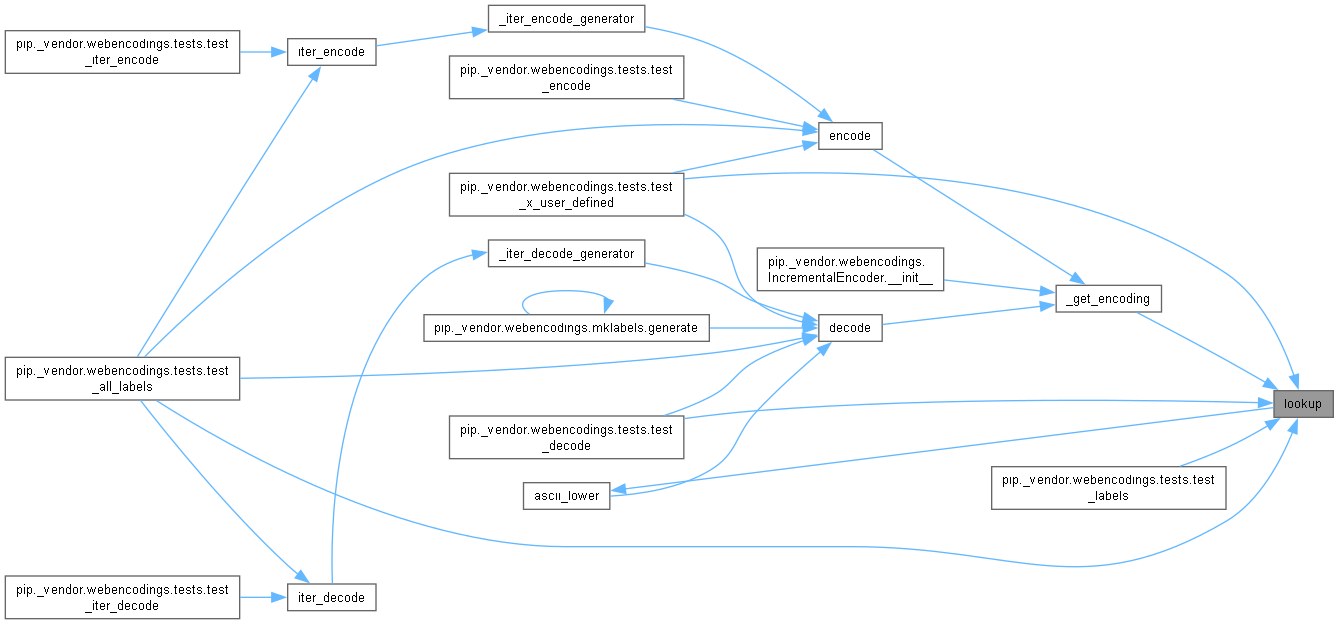 _iter_encode_generator
pip._vendor.webencodings.tests.test
_iter_encode
iter_encode
pip._vendor.webencodings.tests.test
_encode
encode
pip._vendor.webencodings.tests.test
_x_user_defined
_iter_decode_generator
pip._vendor.webencodings.
IncrementalEncoder.__init__
_get_encoding
pip._vendor.webencodings.mklabels.generate
decode
pip._vendor.webencodings.tests.test
_all_labels
lookup
pip._vendor.webencodings.tests.test
_decode
pip._vendor.webencodings.tests.test
_labels
ascii_lower
pip._vendor.webencodings.tests.test
_iter_decode
iter_decode